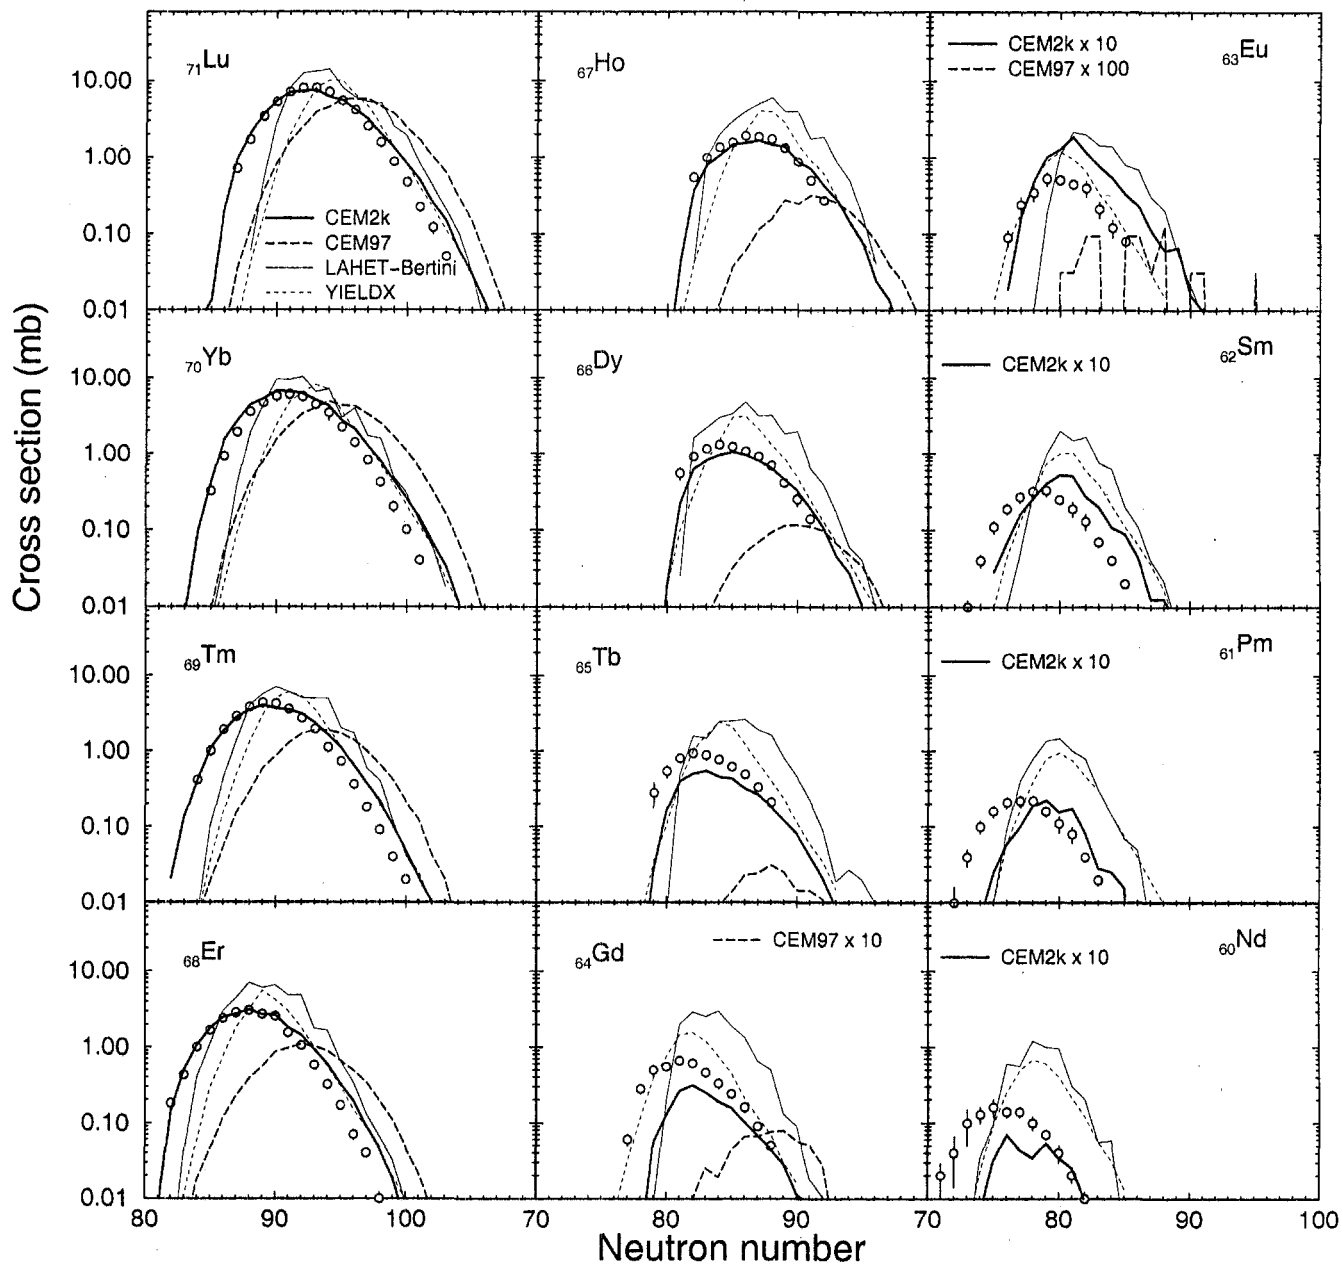 Cross section (mb)
71Lu
10.00
1.00
0.10
0.01
CEM2k
CEM97
LAHET-Bertini
YIELDX
67Ho
CEM2k x 10
CEM97 x 100
63Eu
70Yb
10.00
1.00
0.10
0.01
66Dy
CEM2k x 10
62Sm
69Tm
10.00
1.00
0.10
0.01
65Tb
CEM2k x 10
61Pm
68Er
10.00
1.00
0.10
0.01
64Gd
CEM97 x 10
CEM2k x 10
60Nd
80 90 100 80 90 70 80 90 100
Neutron number